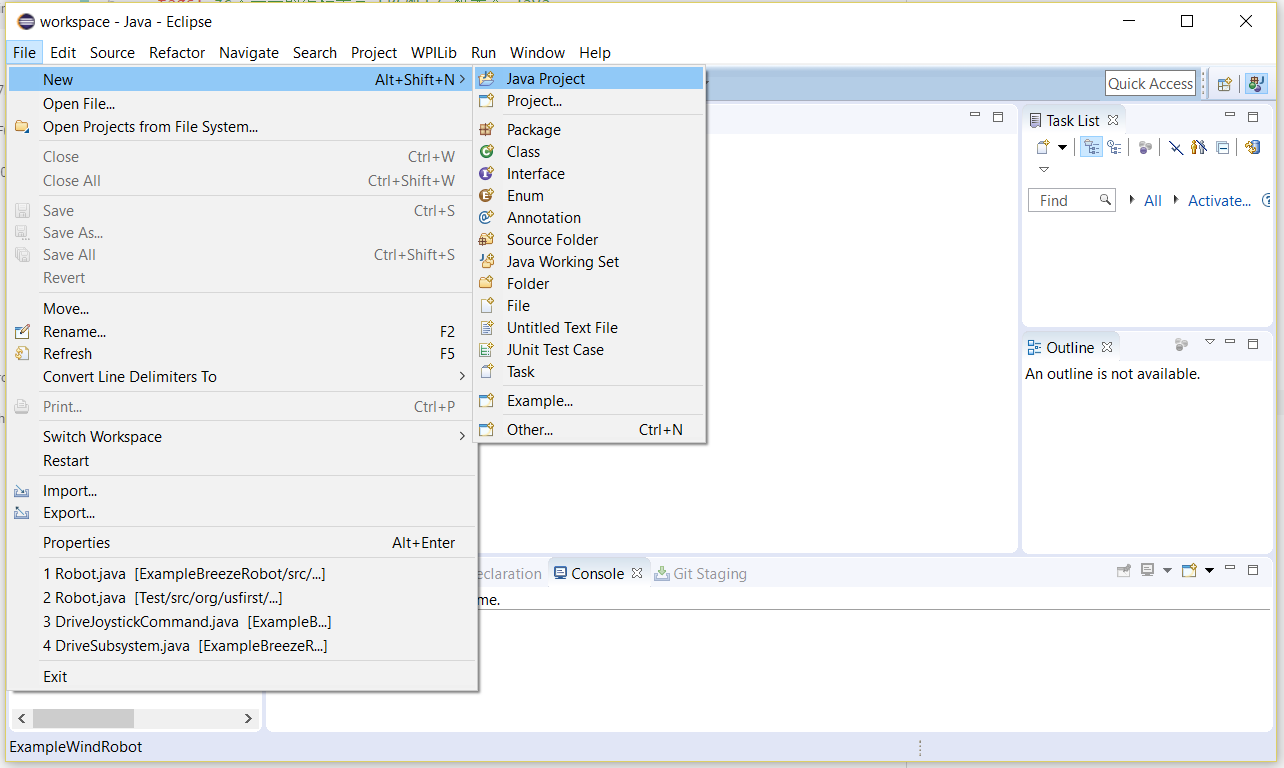 workspace - Java - Eclipse
File Edit Source Refactor Navigate Search Project WPILib Run Window Help
New Alt+Shift+N
Open File...
Open Projects from File System...
Close Ctrl+W
Close All Ctrl+Shift+W
Save Ctrl+S
Save As...
Save All Ctrl+Shift+S
Revert
Move...
Rename... F2
Refresh F5
Convert Line Delimiters To
Print... Ctrl+P
Switch Workspace
Restart
Import...
Export...
Properties Alt+Enter
1 Robot.java [ExampleBreezeRobot/src/...]
2 Robot.java [Test/src/org/usfirst/...]
3 DriveJoystickCommand.java [ExampleB...]
4 DriveSubsystem.java [ExampleBreezeR...]
Exit
Java Project
Project...
Package
Class
Interface
Enum
Annotation
Source Folder
Java Working Set
Folder
File
Untitled Text File
JUnit Test Case
Task
Example...
Other... Ctrl+N
Quick Access
Task List
Find All Activate...
Outline
An outline is not available.
eclaration Console Git Staging
me.
ExampleWindRobot